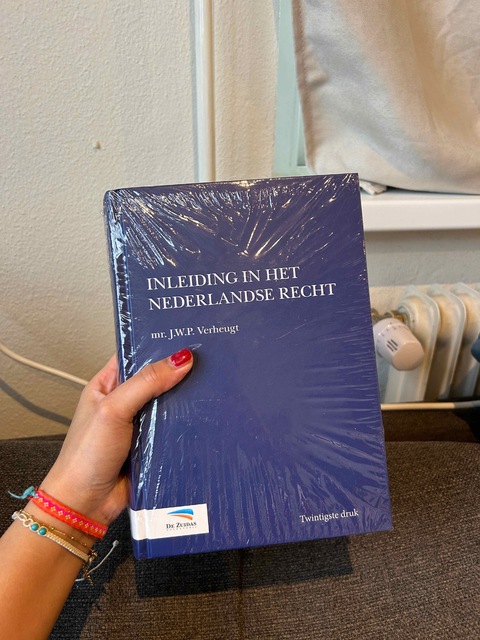 INLEIDING IN HET
NEDERLANDSE RECHT
mr. J.W.P. Verheugt
De Zuidas
Twintigste druk